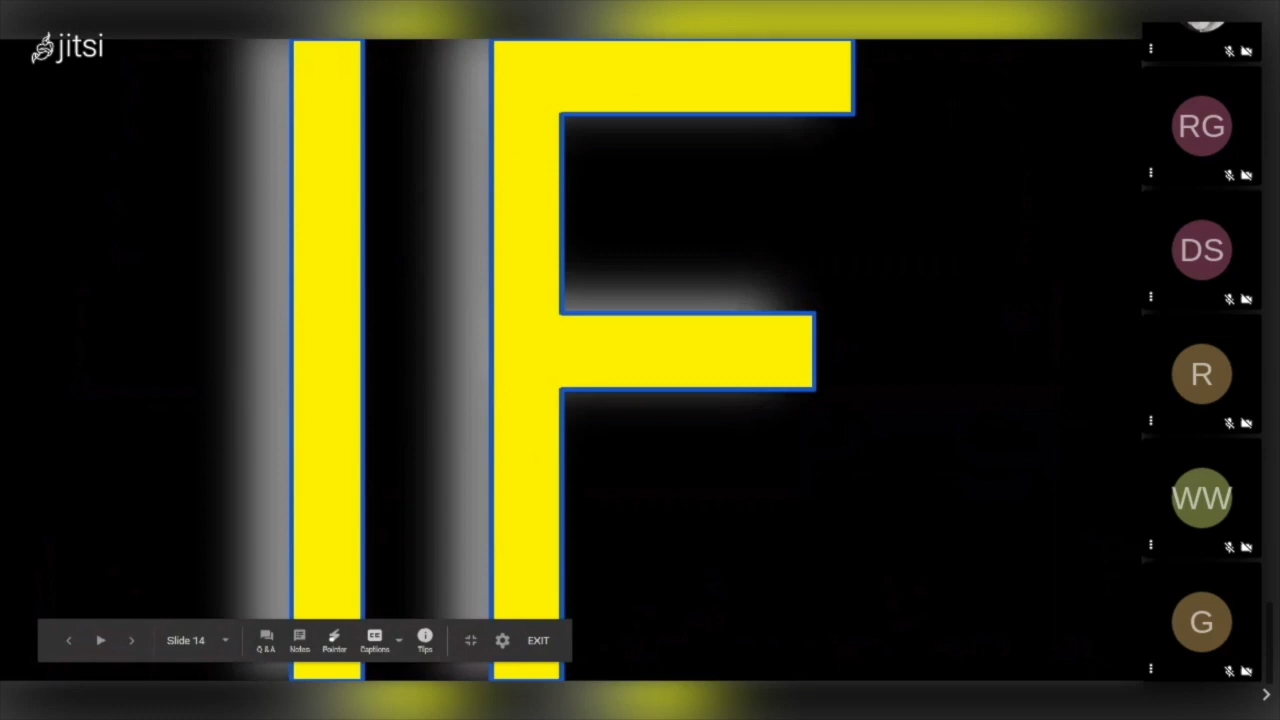 jitsi
IF
RG
DS
R
WW
G
Slide 14
Q&A
Notes
Pointer
Captions
Tips
EXIT